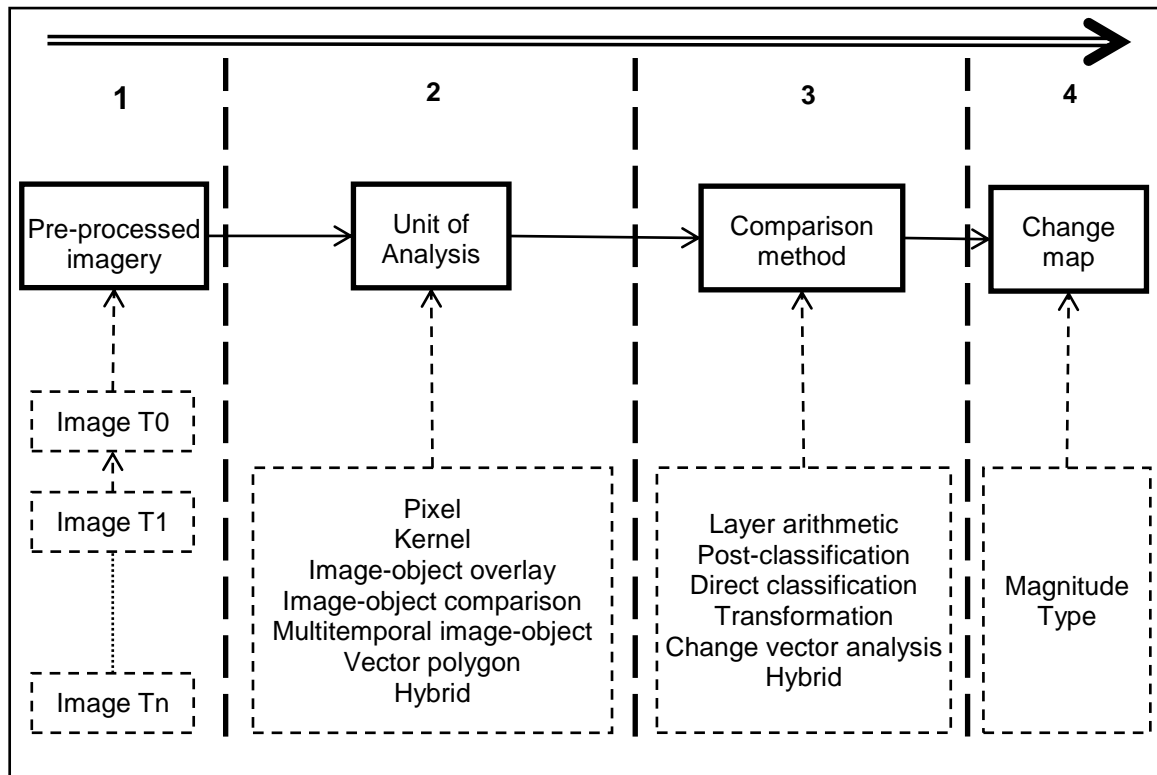 1
2
3
4
Pre-processed
imagery
Unit of
Analysis
Comparison
method
Change
map
Image T0
Image T1
Image Tn
Pixel
Kernel
Image-object overlay
Image-object comparison
Multitemporal image-object
Vector polygon
Hybrid
Layer arithmetic
Post-classification
Direct classification
Transformation
Change vector analysis
Hybrid
Magnitude
Type